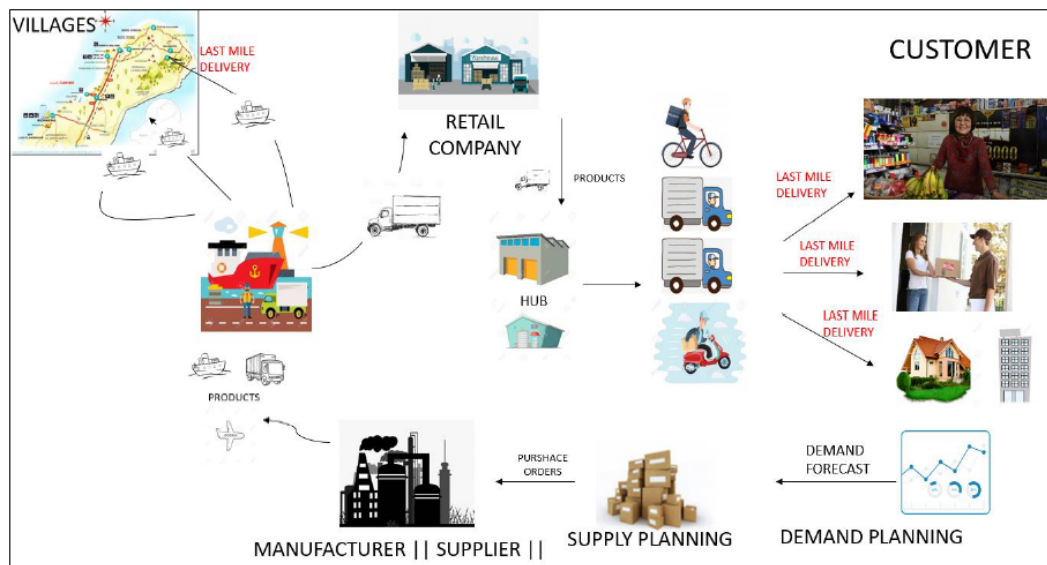 VILLAGES
LAST MILE
DELIVERY
CUSTOMER
Warehouse
RETAIL
COMPANY
PRODUCTS
LAST MILE
DELIVERY
LAST MILE
DELIVERY
HUB
LAST MILE
DELIVERY
PRODUCTS
PURSHACE
ORDERS
DEMAND
FORECAST
MANUFACTURER || SUPPLIER ||
SUPPLY PLANNING
DEMAND PLANNING